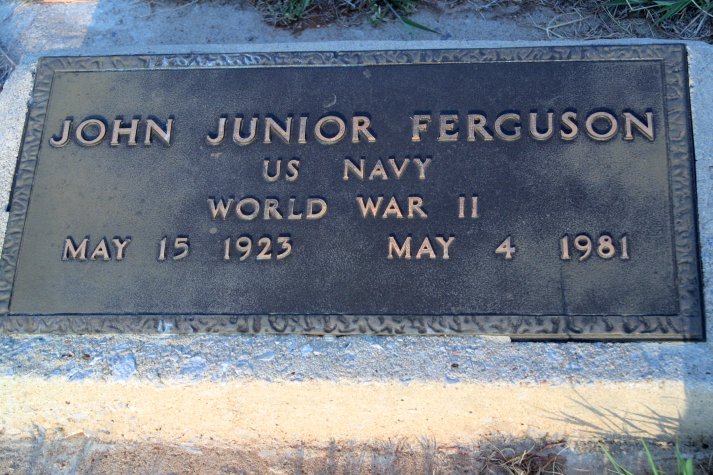 JOHN JUNIOR FERGUSON
US NAVY
WORLD WAR II
MAY 15 1923 MAY 4 1981